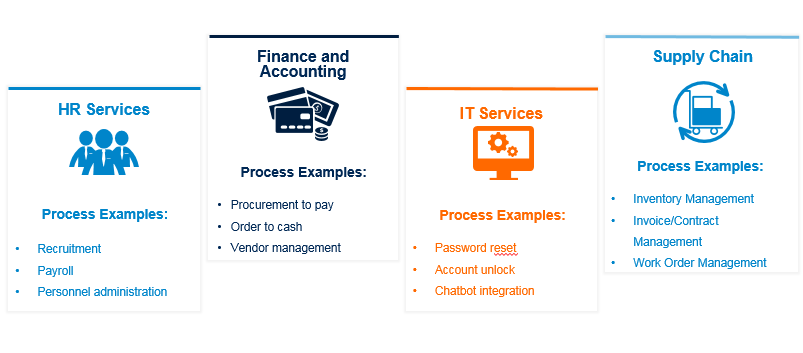 HR Services
Process Examples:
• Recruitment
• Payroll
• Personnel administration
Finance and
Accounting
Process Examples:
• Procurement to pay
• Order to cash
• Vendor management
IT Services
Process Examples:
• Password reset
• Account unlock
• Chatbot integration
Supply Chain
Process Examples:
• Inventory Management
• Invoice/Contract
Management
• Work Order Management